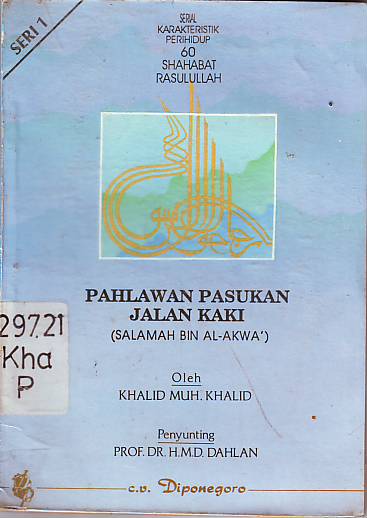 SERI 1
SERIAL
KARAKTERISTIK
PERIHIDUP
60
SHAHABAT
RASULULLAH
PAHLAWAN PASUKAN
JALAN KAKI
(SALAMAH BIN AL-AKWA')
297.21
Kha
P
Oleh
KHALID MUH. KHALID
Penyunting
PROF. DR. H.M.D. DAHLAN
c.v. Diponegoro